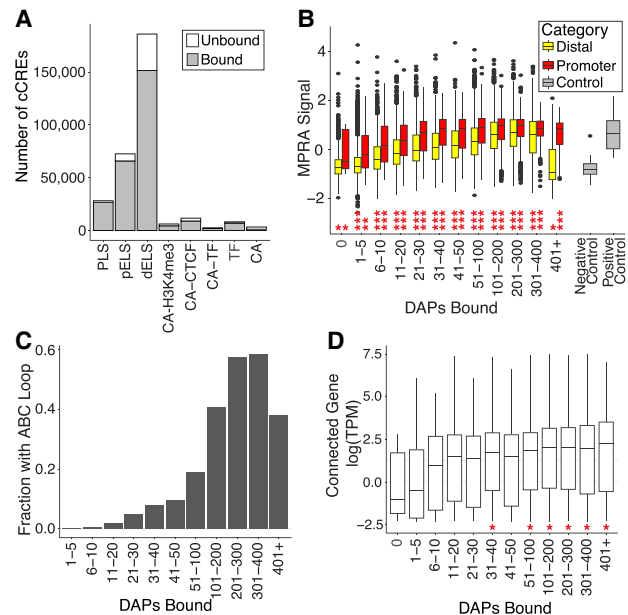 A
Number of cCREs
150,000
100,000
50,000
0
Unbound
Bound
PLS
pELS
dELS
CA-H3K4me3
CA-CTCF
CA-TF
TF
CA
B
MPRA Signal
4
2
0
−2
Category
Distal
Promoter
Control
0
1−5
6−10
11−20
21−30
31−40
41−50
51−100
101−200
201−300
301−400
401+
Negative
Control
Positive
Control
DAPs Bound
C
Fraction with ABC Loop
0.6
0.4
0.2
0.0
1−5
6−10
11−20
21−30
31−40
41−50
51−100
101−200
201−300
301−400
401+
DAPs Bound
D
Connected Gene
log(TPM)
7.5
5.0
2.5
0.0
−2.5
0
1−5
6−10
11−20
21−30
31−40
41−50
51−100
101−200
201−300
301−400
401+
DAPs Bound